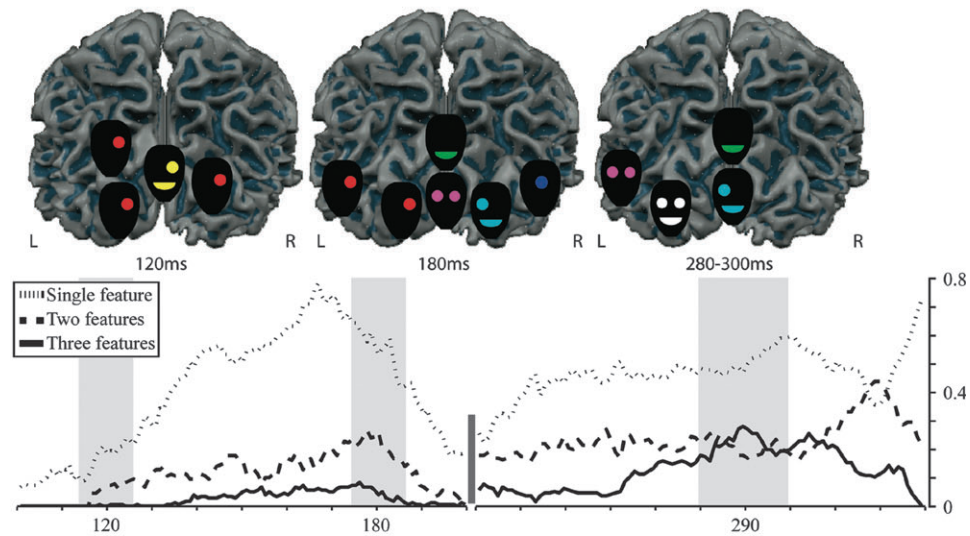 L R L R L R
120ms 180ms 280-300ms
Single feature
Two features
Three features
0.8
0.4
0
120 180 290